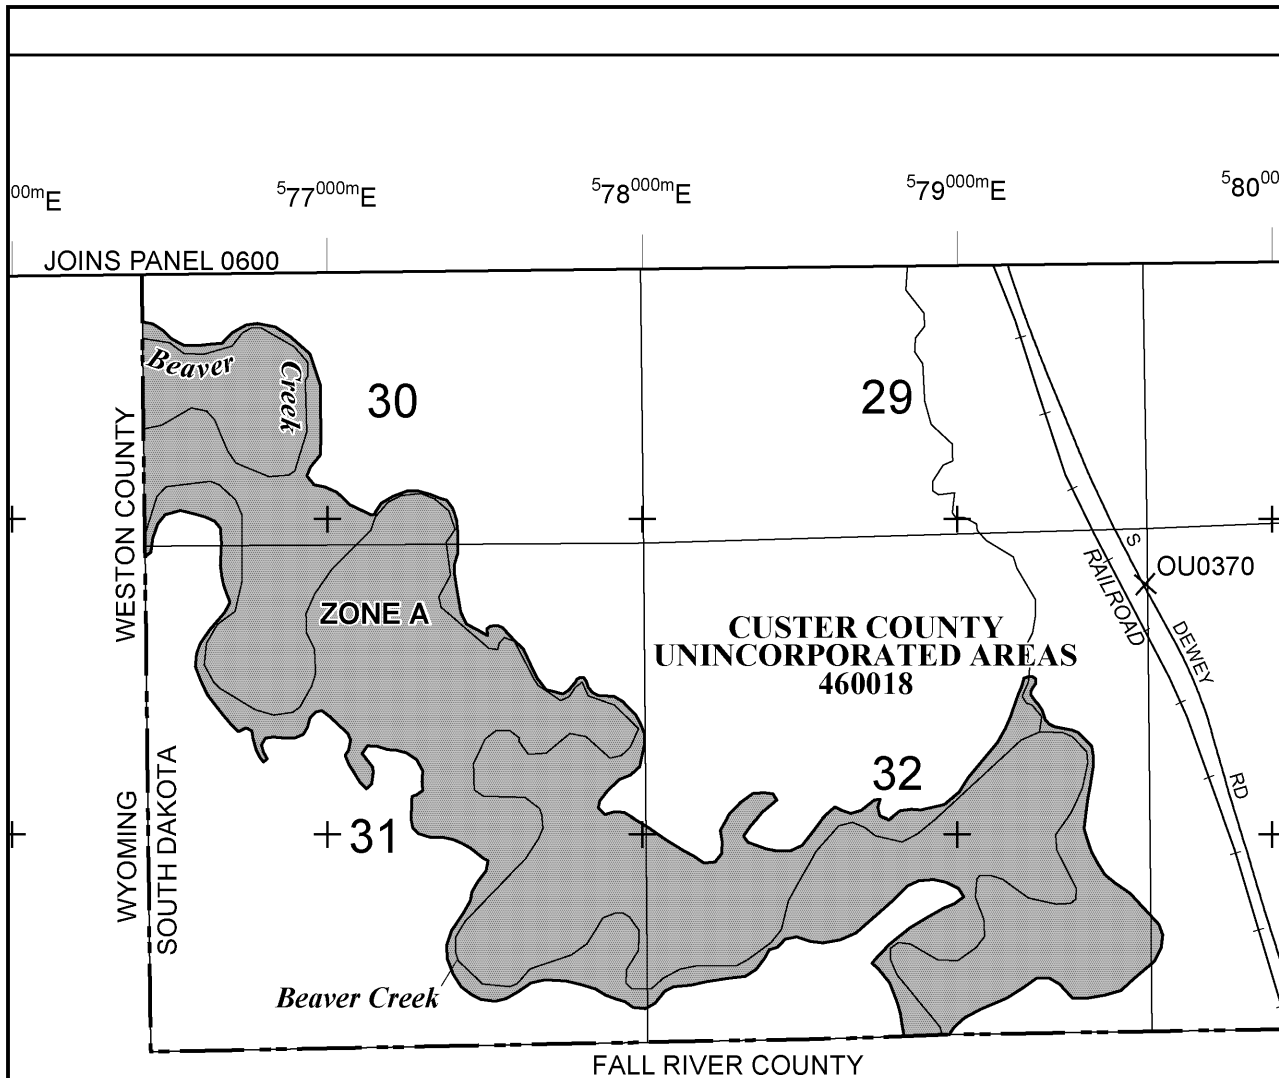 00mE
577000mE
578000mE
579000mE
58000
JOINS PANEL 0600
Beaver
Creek
30
29
WESTON COUNTY
ZONE A
S
RAILROAD
OU0370
DEWEY
RD
CUSTER COUNTY
UNINCORPORATED AREAS
460018
32
31
WYOMING
SOUTH DAKOTA
Beaver Creek
FALL RIVER COUNTY